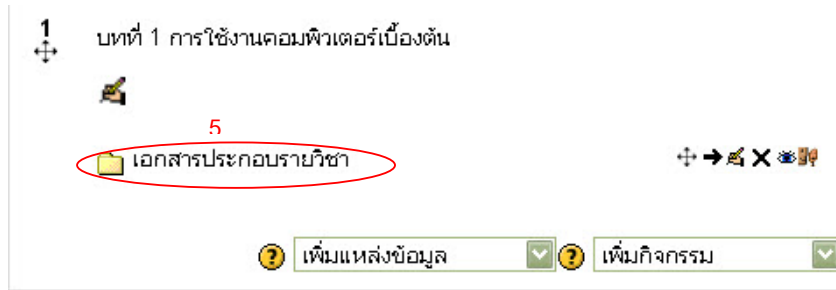 1
บทที่ 1 การใช้งานคอมพิวเตอร์เบื้องต้น
5
เอกสารประกอบรายวิชา
? เพิ่มแหล่งข้อมูล ? เพิ่มกิจกรรม